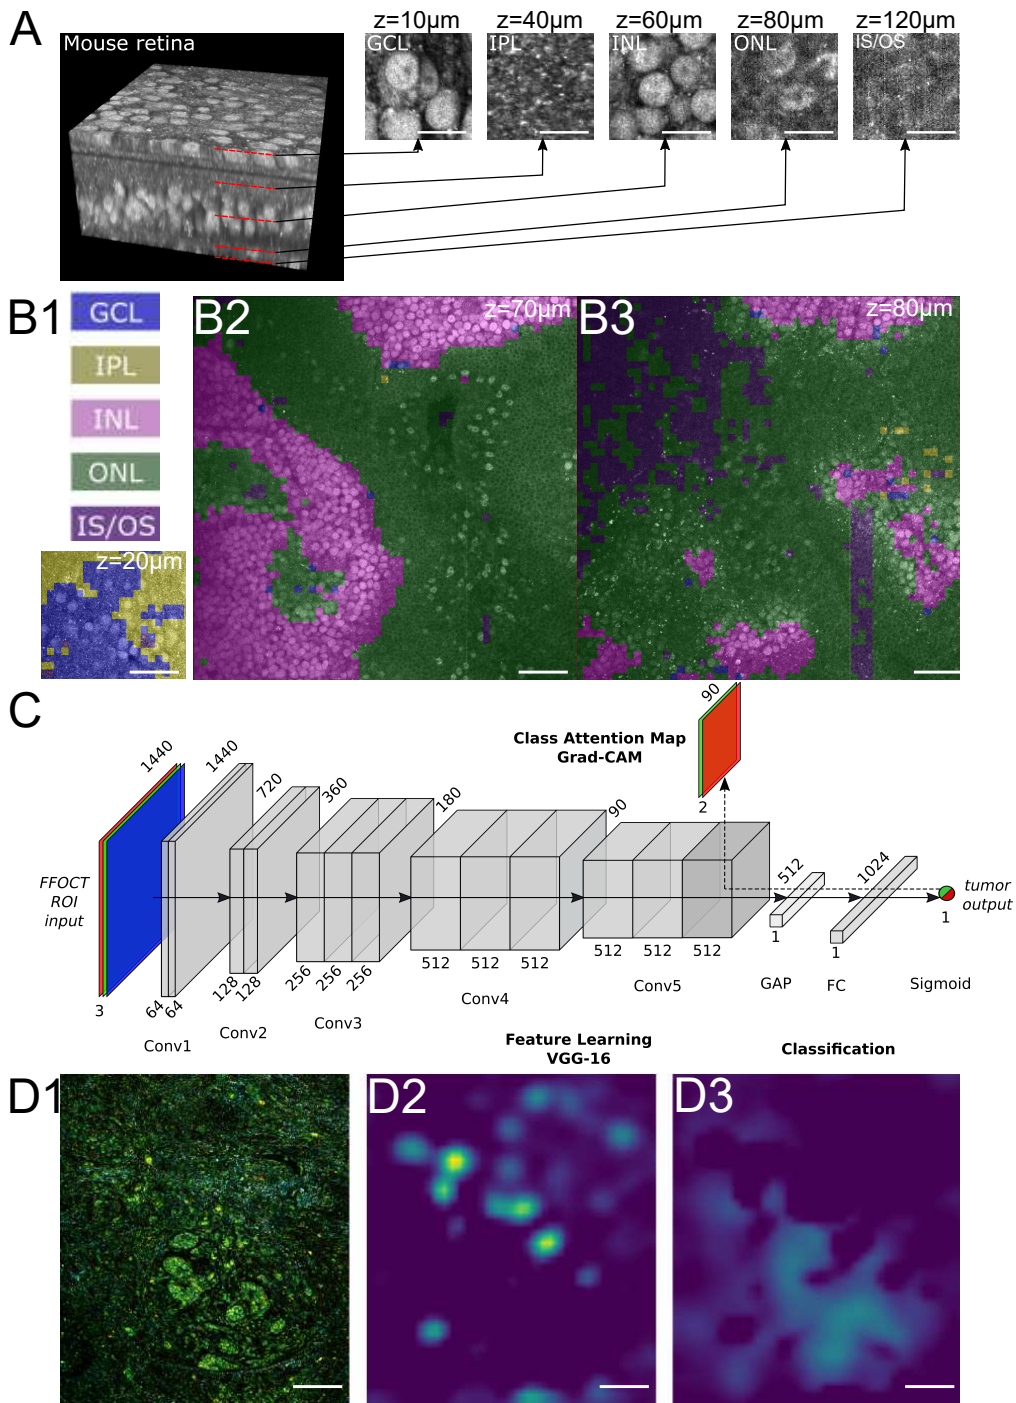 A
Mouse retina
z=10µm
z=40µm
z=60µm
z=80µm
z=120µm
GCL
IPL
INL
ONL
IS/OS
B1
GCL
IPL
INL
ONL
IS/OS
z=20µm
B2
z=70µm
B3
z=80µm
C
90
Class Attention Map
Grad-CAM
2
1440
1440
720
360
180
90
512
1024
FFOCT
ROI
input
tumor
output
3
64
64
128
128
256
256
256
512
512
512
512
512
512
1
1
1
Conv1
Conv2
Conv3
Conv4
Conv5
GAP
FC
Sigmoid
Feature Learning
VGG-16
Classification
D1
D2
D3